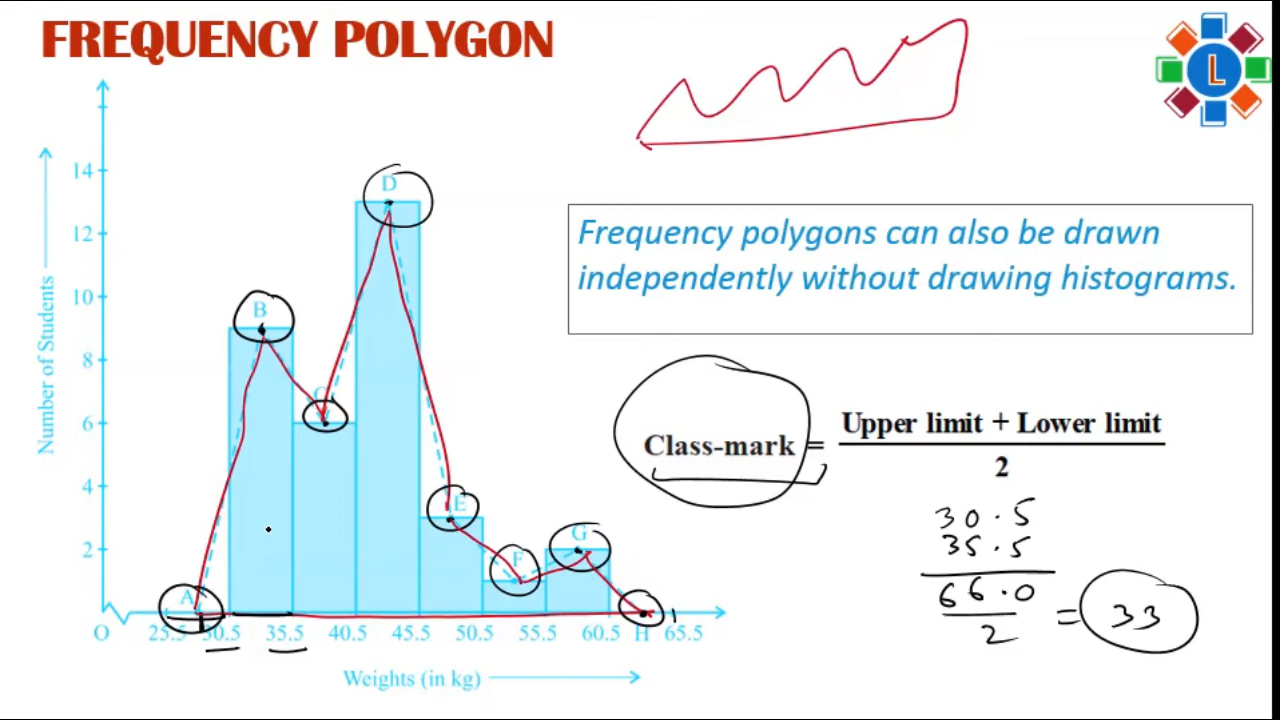 FREQUENCY POLYGON
L
14
12
10
8
6
4
2
Number of Students
A
B
C
D
E
F
G
O
25.5 30.5 35.5 40.5 45.5 50.5 55.5 60.5 H 65.5
Weights (in kg)
Frequency polygons can also be drawn
independently without drawing histograms.
Class-mark = Upper limit + Lower limit
2
30.5
35.5
66.0
2
= 33